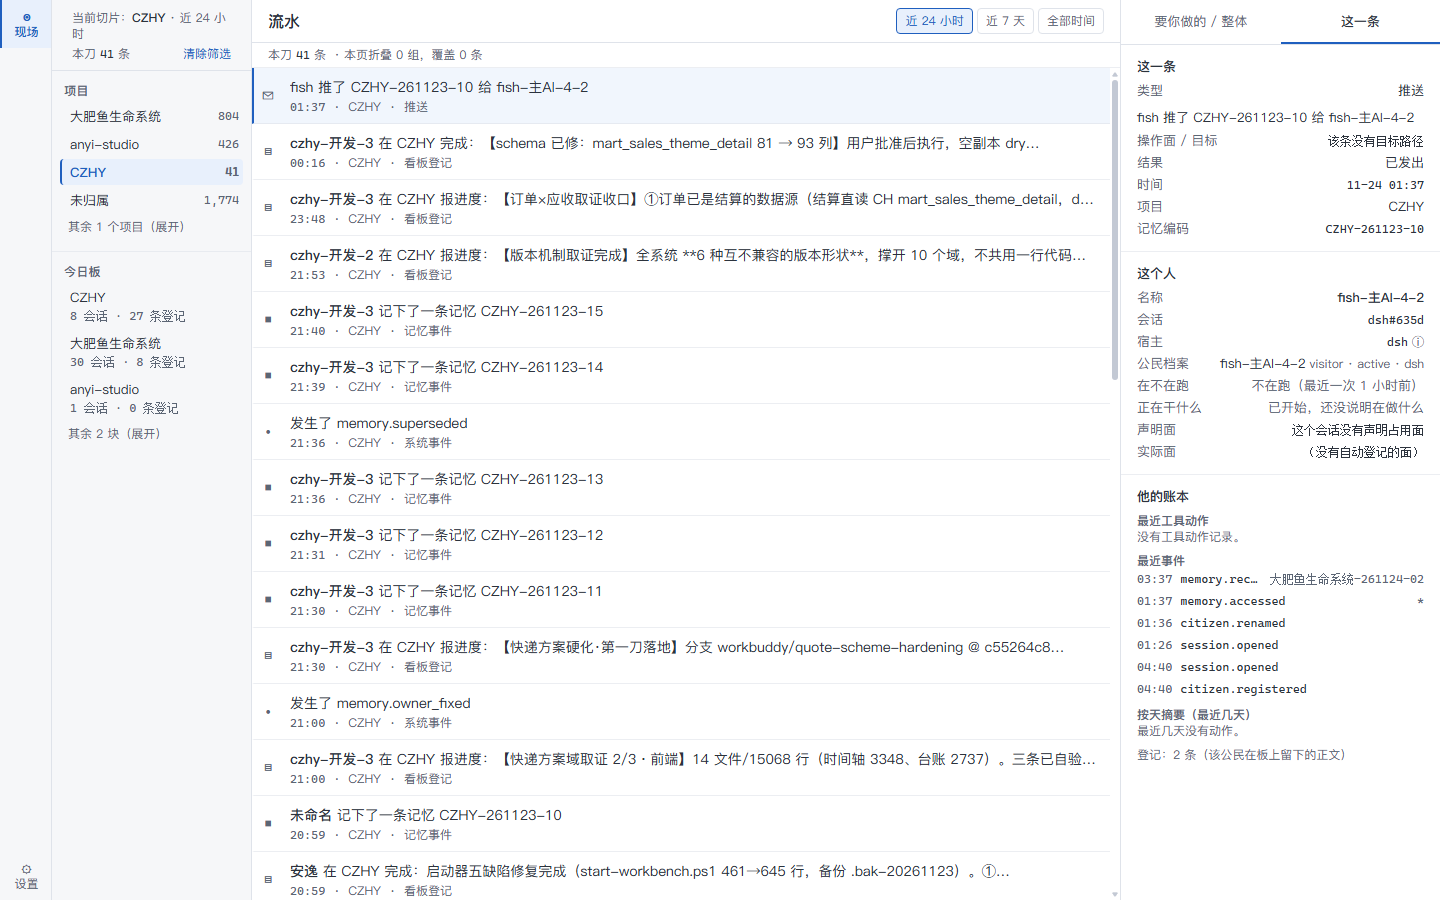 现场
设置
当前切片：CZHY · 近 24 小
时
本刀 41 条
清除筛选
项目
大肥鱼生命系统 804
anyi-studio 426
CZHY 41
未归属 1,774
其余 1 个项目（展开）
今日板
CZHY
8 会话 · 27 条登记
大肥鱼生命系统
30 会话 · 8 条登记
anyi-studio
1 会话 · 0 条登记
其余 2 块（展开）
流水
近 24 小时
近 7 天
全部时间
本刀 41 条 · 本页折叠 0 组，覆盖 0 条
fish 推了 CZHY-261123-10 给 fish-主AI-4-2
01:37 · CZHY · 推送
czhy-开发-3 在 CZHY 完成：【schema 已修：mart_sales_theme_detail 81 → 93 列】用户批准后执行，空副本 dry…
00:16 · CZHY · 看板登记
czhy-开发-3 在 CZHY 报进度：【订单×应收取证收口】①订单已是结算的数据源（结算直读 CH mart_sales_theme_detail，d…
23:48 · CZHY · 看板登记
czhy-开发-2 在 CZHY 报进度：【版本机制取证完成】全系统 **6 种互不兼容的版本形状**，撑开 10 个域，不共用一行代码…
21:53 · CZHY · 看板登记
czhy-开发-3 记下了一条记忆 CZHY-261123-15
21:40 · CZHY · 记忆事件
czhy-开发-3 记下了一条记忆 CZHY-261123-14
21:39 · CZHY · 记忆事件
发生了 memory.superseded
21:36 · CZHY · 系统事件
czhy-开发-3 记下了一条记忆 CZHY-261123-13
21:36 · CZHY · 记忆事件
czhy-开发-3 记下了一条记忆 CZHY-261123-12
21:31 · CZHY · 记忆事件
czhy-开发-3 记下了一条记忆 CZHY-261123-11
21:30 · CZHY · 记忆事件
czhy-开发-3 在 CZHY 报进度：【快递方案硬化·第一刀落地】分支 workbuddy/quote-scheme-hardening @ c55264c8…
21:30 · CZHY · 看板登记
发生了 memory.owner_fixed
21:00 · CZHY · 系统事件
czhy-开发-3 在 CZHY 报进度：【快递方案域取证 2/3 · 前端】14 文件/15068 行（时间轴 3348、台账 2737）。三条已自验…
21:00 · CZHY · 看板登记
未命名 记下了一条记忆 CZHY-261123-10
20:59 · CZHY · 记忆事件
安逸 在 CZHY 完成：启动器五缺陷修复完成（start-workbench.ps1 461→645 行，备份 .bak-20261123）。①…
20:59 · CZHY · 看板登记
要你做的 / 整体
这一条
这一条
类型 推送
fish 推了 CZHY-261123-10 给 fish-主AI-4-2
操作面 / 目标 该条没有目标路径
结果 已发出
时间 11-24 01:37
项目 CZHY
记忆编码 CZHY-261123-10
这个人
名称 fish-主AI-4-2
会话 dsh#635d
宿主 dsh ⓘ
公民档案 fish-主AI-4-2 visitor · active · dsh
在不在跑 不在跑（最近一次 1 小时前）
正在干什么 已开始，还没说明在做什么
声明面 这个会话没有声明占用面
实际面 （没有自动登记的面）
他的账本
最近工具动作
没有工具动作记录。
最近事件
03:37 memory.rec… 大肥鱼生命系统-261124-02
01:37 memory.accessed *
01:36 citizen.renamed
01:26 session.opened
04:40 session.opened
04:40 citizen.registered
按天摘要（最近几天）
最近几天没有动作。
登记：2 条（该公民在板上留下的正文）